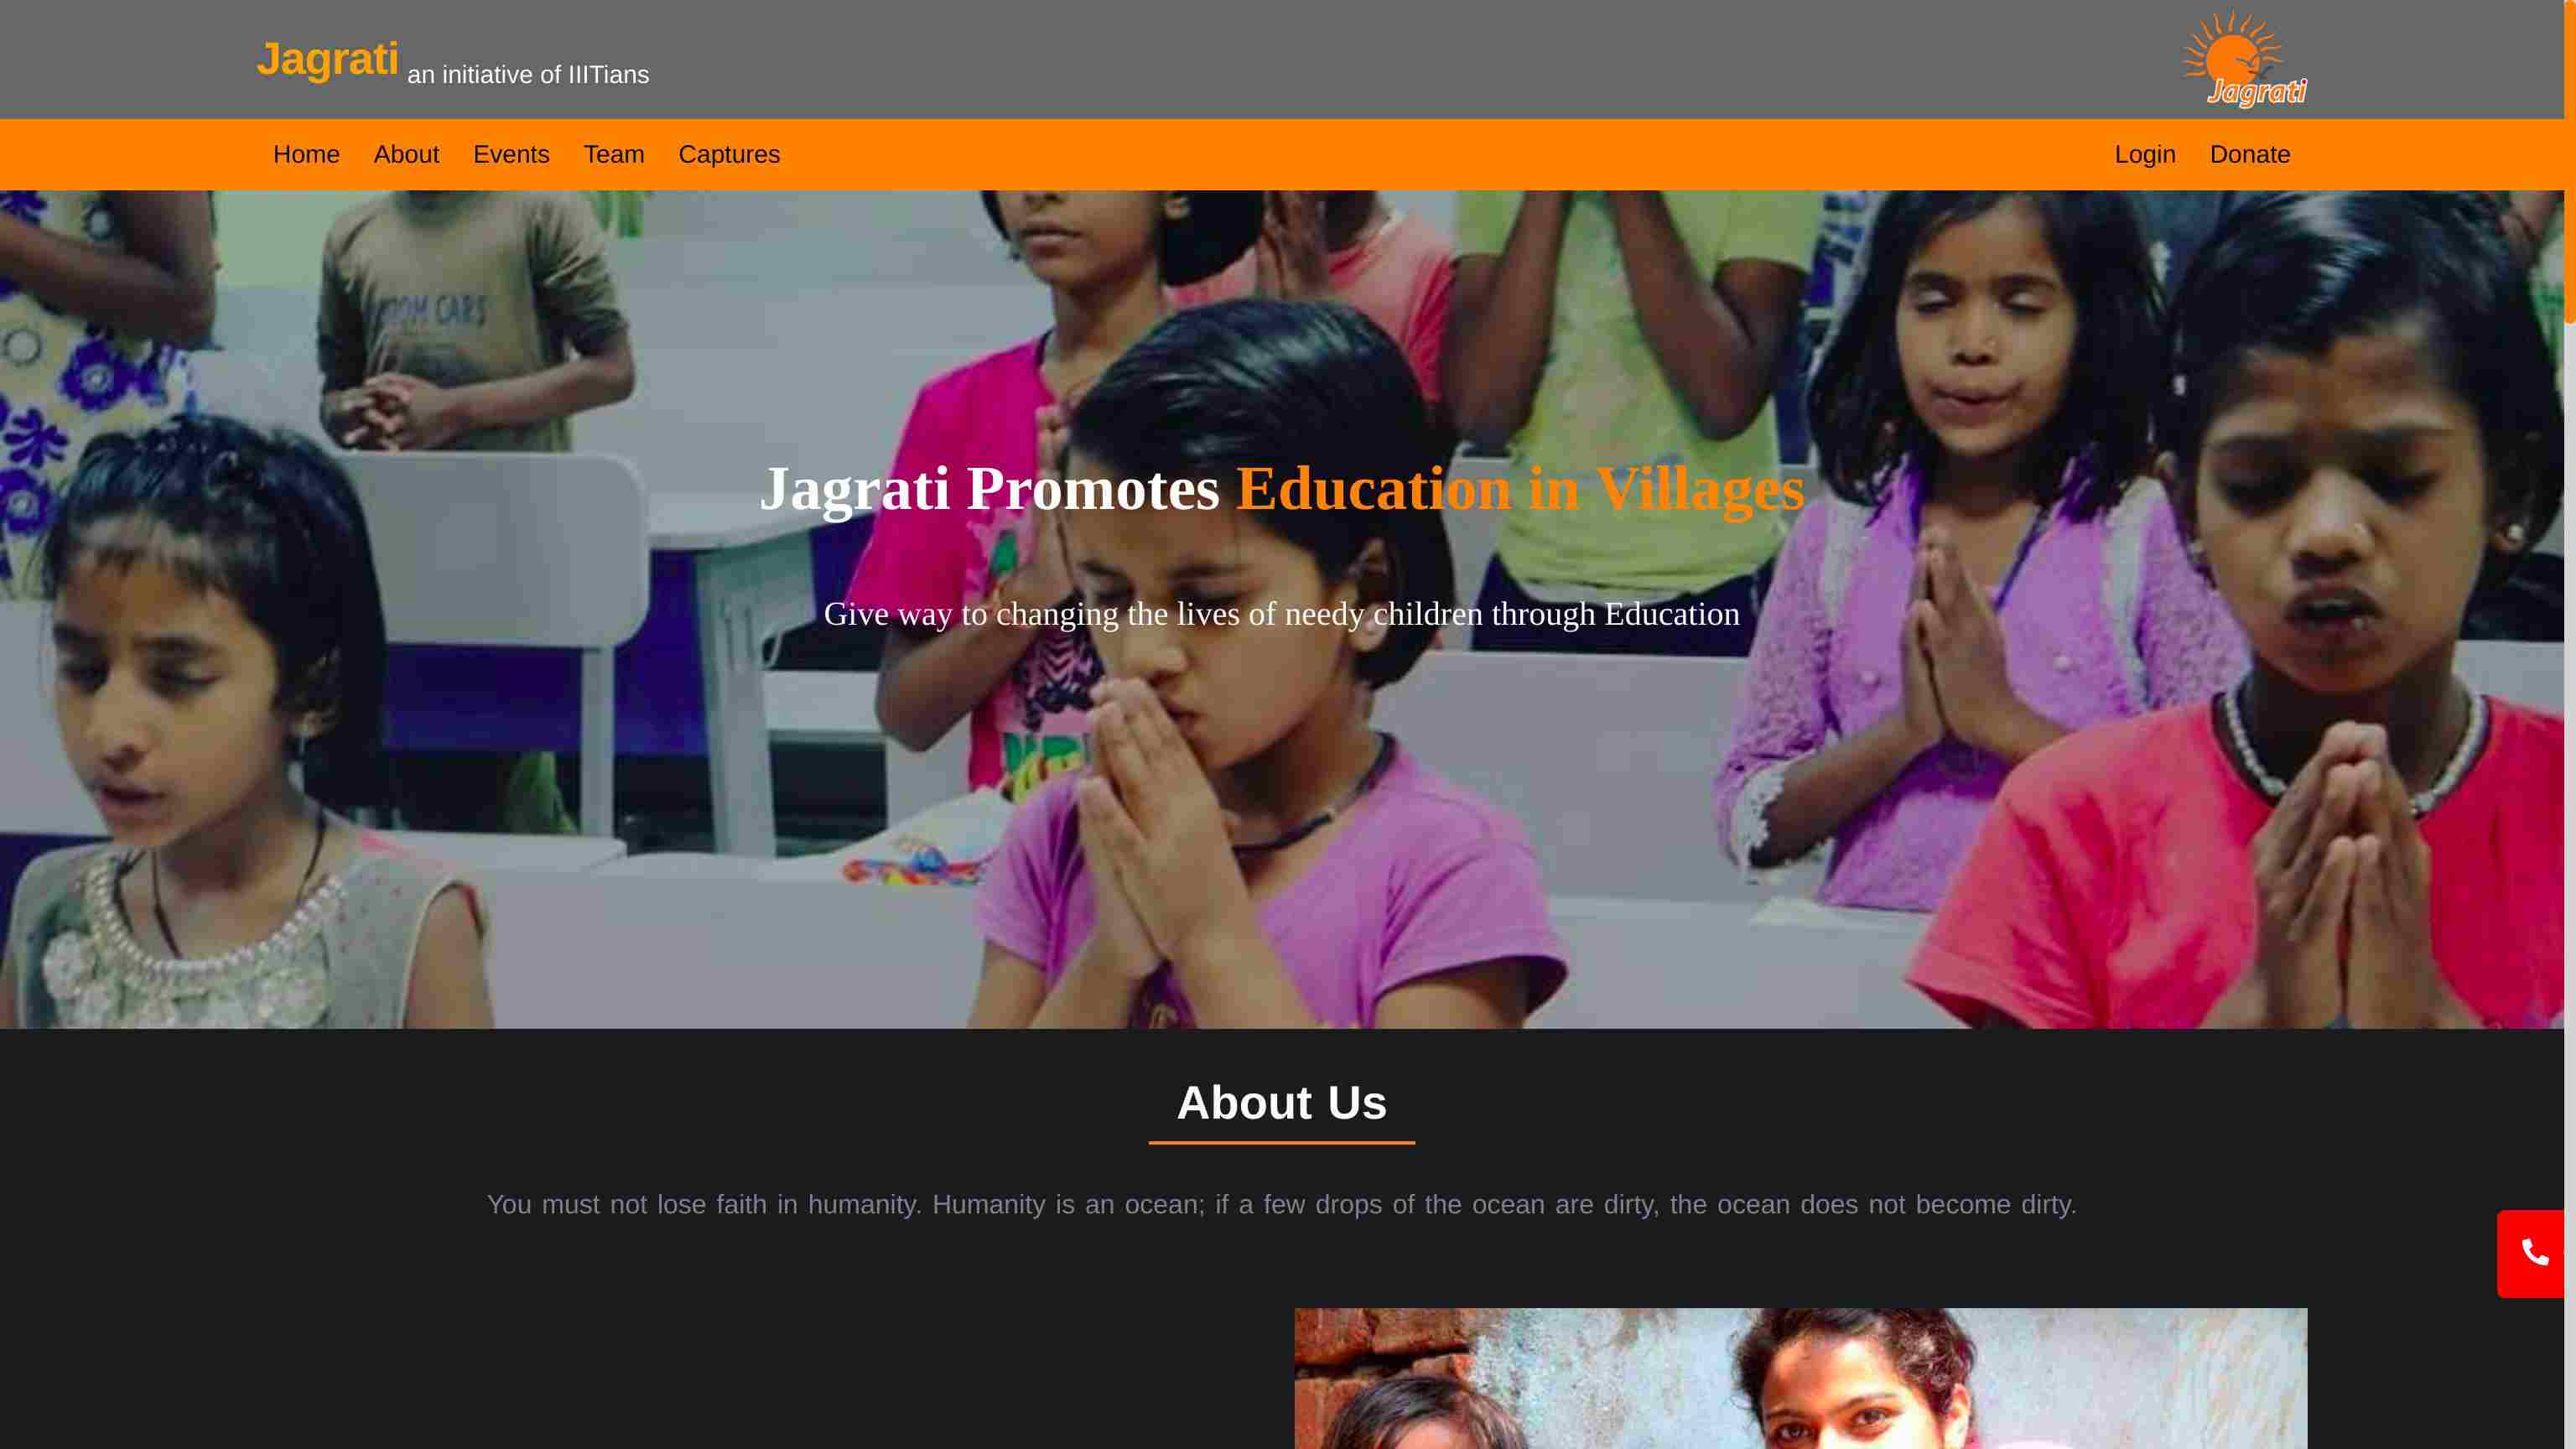 Jagrati an initiative of IIITians
Jagrati
Home About Events Team Captures Login Donate
Jagrati Promotes Education in Villages
Give way to changing the lives of needy children through Education
About Us
You must not lose faith in humanity. Humanity is an ocean; if a few drops of the ocean are dirty, the ocean does not become dirty.